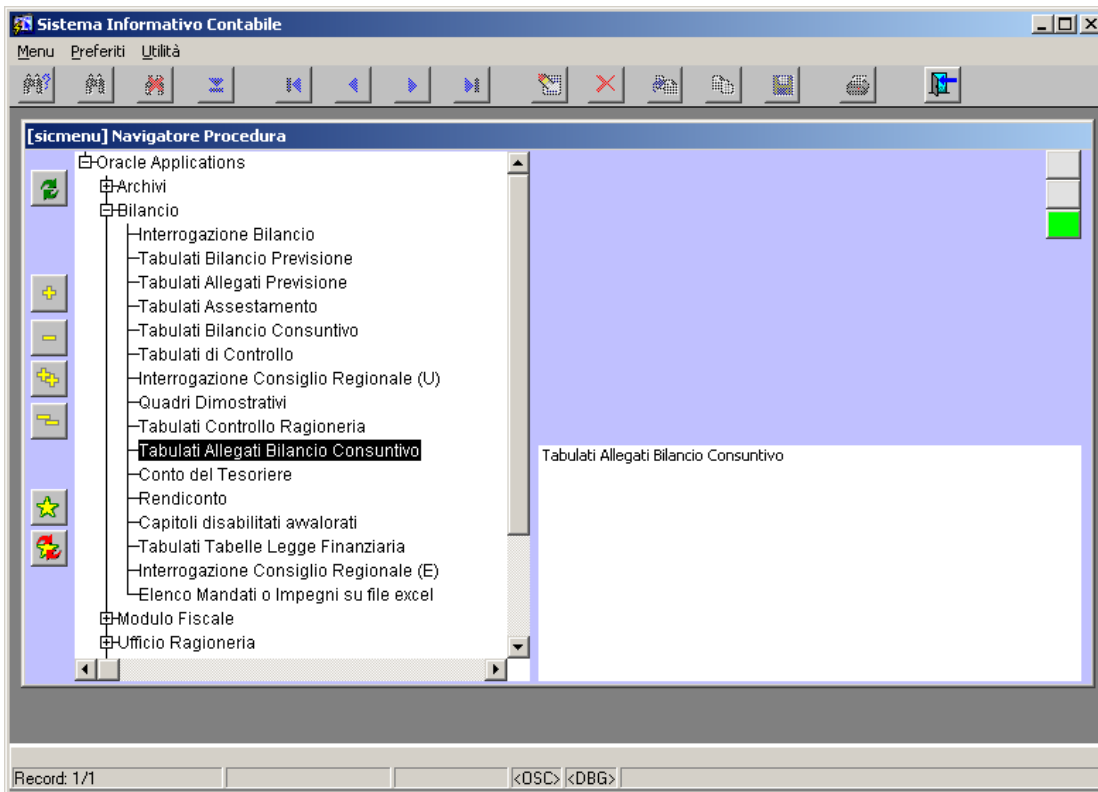 Sistema Informativo Contabile
Menu Preferiti Utilità
[sicmenu] Navigatore Procedura
Oracle Applications
Archivi
Bilancio
Interrogazione Bilancio
Tabulati Bilancio Previsione
Tabulati Allegati Previsione
Tabulati Assestamento
Tabulati Bilancio Consuntivo
Tabulati di Controllo
Interrogazione Consiglio Regionale (U)
Quadri Dimostrativi
Tabulati Controllo Ragioneria
Tabulati Allegati Bilancio Consuntivo
Tabulati Allegati Bilancio Consuntivo
Conto del Tesoriere
Rendiconto
Capitoli disabilitati avvalorati
Tabulati Tabelle Legge Finanziaria
Interrogazione Consiglio Regionale (E)
Elenco Mandati o Impegni su file excel
Modulo Fiscale
Ufficio Ragioneria
Record: 1/1 <OSC> <DBG>